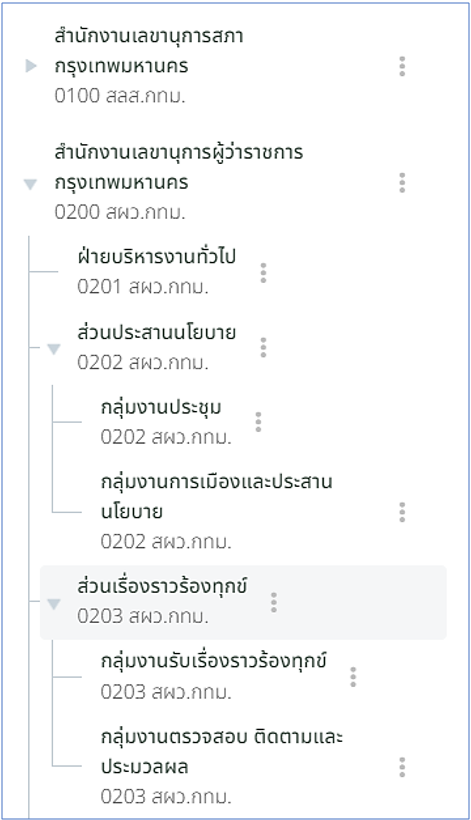 สำนักงานเลขานุการสภา
กรุงเทพมหานคร
0100 สลส.กทม.
สำนักงานเลขานุการผู้ว่าราชการ
กรุงเทพมหานคร
0200 สผว.กทม.
ฝ่ายบริหารงานทั่วไป
0201 สผว.กทม.
ส่วนประสานนโยบาย
0202 สผว.กทม.
กลุ่มงานประชุม
0202 สผว.กทม.
กลุ่มงานการเมืองและประสาน
นโยบาย
0202 สผว.กทม.
ส่วนเรื่องราวร้องทุกข์
0203 สผว.กทม.
กลุ่มงานรับเรื่องราวร้องทุกข์
0203 สผว.กทม.
กลุ่มงานตรวจสอบ ติดตามและ
ประมวลผล
0203 สผว.กทม.